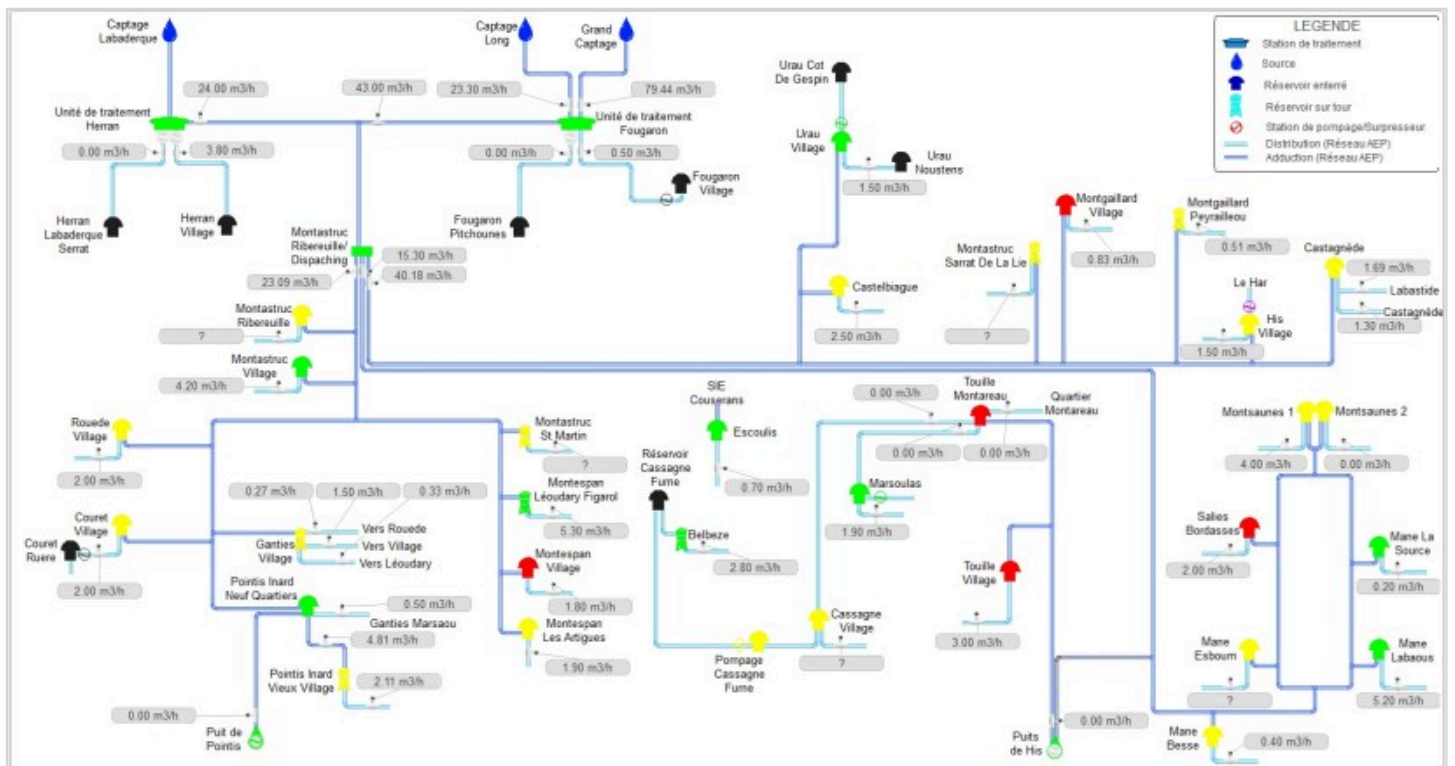 Captage
Labaderque
Captage
Long
Grand
Captage
LEGENDE
Station de traitement
Source
Réservoir enterré
Réservoir sur tour
Station de pompage/Surpresseur
Distribution (Réseau AEP)
Adduction (Réseau AEP)
24.00 m3/h
43.00 m3/h
23.30 m3/h
79.44 m3/h
Urau Cot
De Gespin
Unité de traitement
Herran
Unité de traitement
Fougaron
Urau
Village
0.00 m3/h
3.80 m3/h
0.00 m3/h
0.50 m3/h
Urau
Noustens
1.50 m3/h
Fougaron
Village
Herran
Labaderque
Serrat
Herran
Village
Fougaron
Pitchounes
Montastruc
Ribereuille/
Dispaching
15.30 m3/h
40.18 m3/h
23.09 m3/h
Montgaillard
Village
0.83 m3/h
Montgaillard
Peyrailleou
0.51 m3/h
Montastruc
Sarrat De La Lie
?
Castagnède
1.69 m3/h
Labastide
Castagnède
1.30 m3/h
Le Har
His
Village
1.50 m3/h
Castelbiague
2.50 m3/h
Montastruc
Ribereuille
?
Montastruc
Village
4.20 m3/h
SIE
Couserans
Escoulis
0.70 m3/h
0.00 m3/h
Touille
Montareau
Quartier
Montareau
0.00 m3/h
0.00 m3/h
Montsaunes 1
Montsaunes 2
4.00 m3/h
0.00 m3/h
Rouede
Village
2.00 m3/h
Montastruc
St Martin
?
Réservoir
Cassagne
Fume
Marsoulas
1.90 m3/h
0.27 m3/h
1.50 m3/h
0.33 m3/h
Vers Rouede
Vers Village
Vers Léoudary
Ganties
Village
Montespan
Léoudary Figarol
5.30 m3/h
Belbeze
2.80 m3/h
Couret
Village
Couret
Ruere
2.00 m3/h
Salies
Bordasses
2.00 m3/h
Mane La
Source
0.20 m3/h
Montespan
Village
1.80 m3/h
Touille
Village
3.00 m3/h
Pointis Inard
Neuf Quartiers
0.50 m3/h
Ganties Marsaou
4.81 m3/h
Montespan
Les Artigues
1.90 m3/h
Cassagne
Village
?
Pompage
Cassagne
Fume
Mane
Esbourn
?
Mane
Labaous
5.20 m3/h
Pointis Inard
Vieux Village
2.11 m3/h
0.00 m3/h
Puit de
Pointis
0.00 m3/h
Puits
de His
Mane
Besse
0.40 m3/h